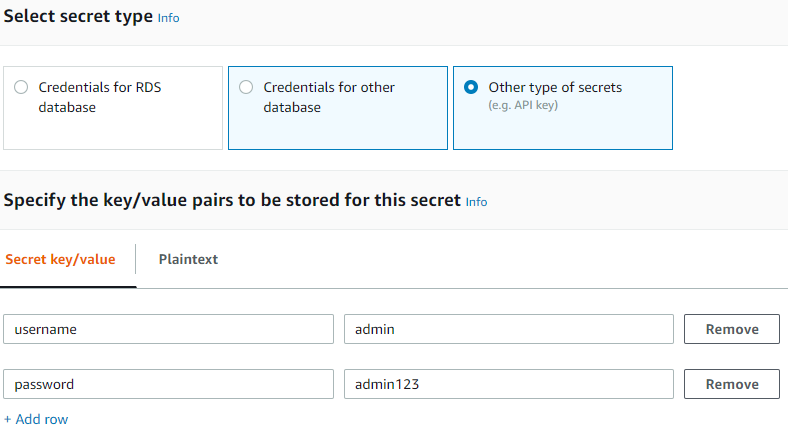 Select secret type Info
Credentials for RDS
database
Credentials for other
database
Other type of secrets
(e.g. API key)
Specify the key/value pairs to be stored for this secret Info
Secret key/value Plaintext
username admin Remove
password admin123 Remove
+ Add row